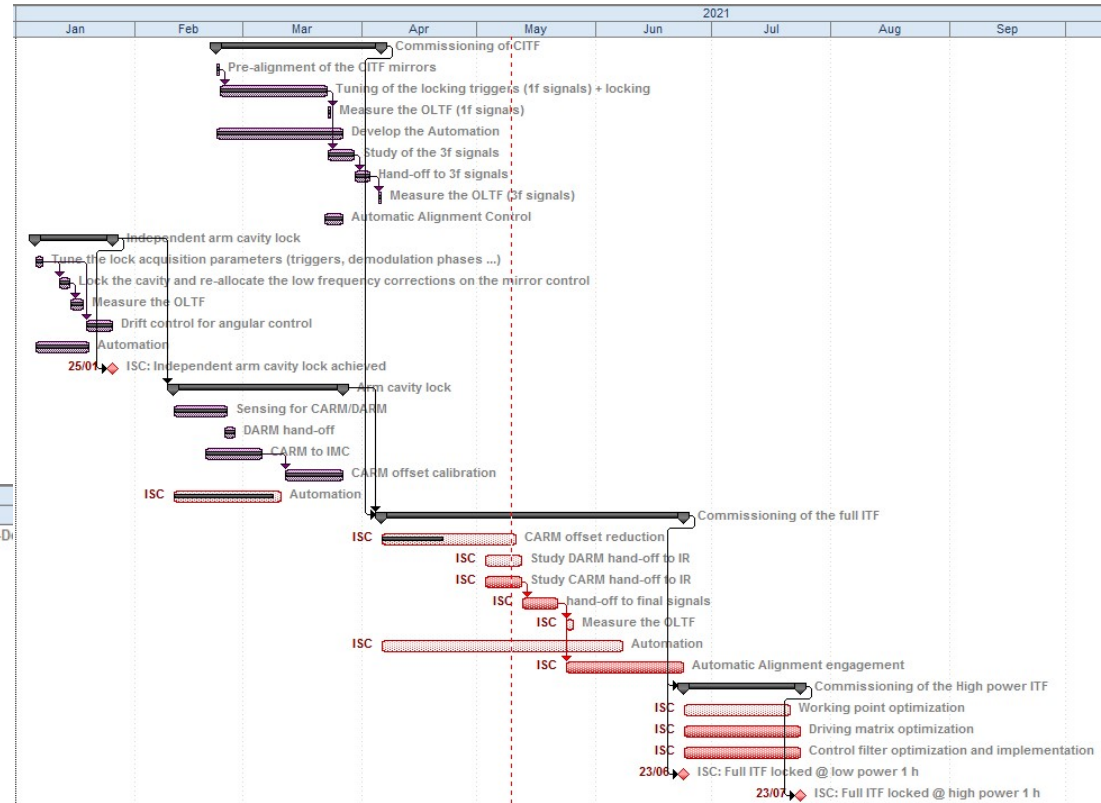 2021
Jan Feb Mar Apr May Jun Jul Aug Sep
Commissioning of CITF
Pre-alignment of the CITF mirrors
Tuning of the locking triggers (1f signals) + locking
Measure the OLTF (1f signals)
Develop the Automation
Study of the 3f signals
Hand-off to 3f signals
Measure the OLTF (3f signals)
Automatic Alignment Control
Independent arm cavity lock
Tune the lock acquisition parameters (triggers, demodulation phases ...)
Lock the cavity and re-allocate the low frequency corrections on the mirror control
Measure the OLTF
Drift control for angular control
Automation
25/01 ISC: Independent arm cavity lock achieved
Arm cavity lock
Sensing for CARM/DARM
DARM hand-off
CARM to IMC
CARM offset calibration
ISC Automation
Commissioning of the full ITF
ISC CARM offset reduction
ISC Study DARM hand-off to IR
ISC Study CARM hand-off to IR
ISC hand-off to final signals
ISC Measure the OLTF
ISC Automation
ISC Automatic Alignment engagement
Commissioning of the High power ITF
ISC Working point optimization
ISC Driving matrix optimization
ISC Control filter optimization and implementation
23/06 ISC: Full ITF locked @ low power 1 h
23/07 ISC: Full ITF locked @ high power 1 h